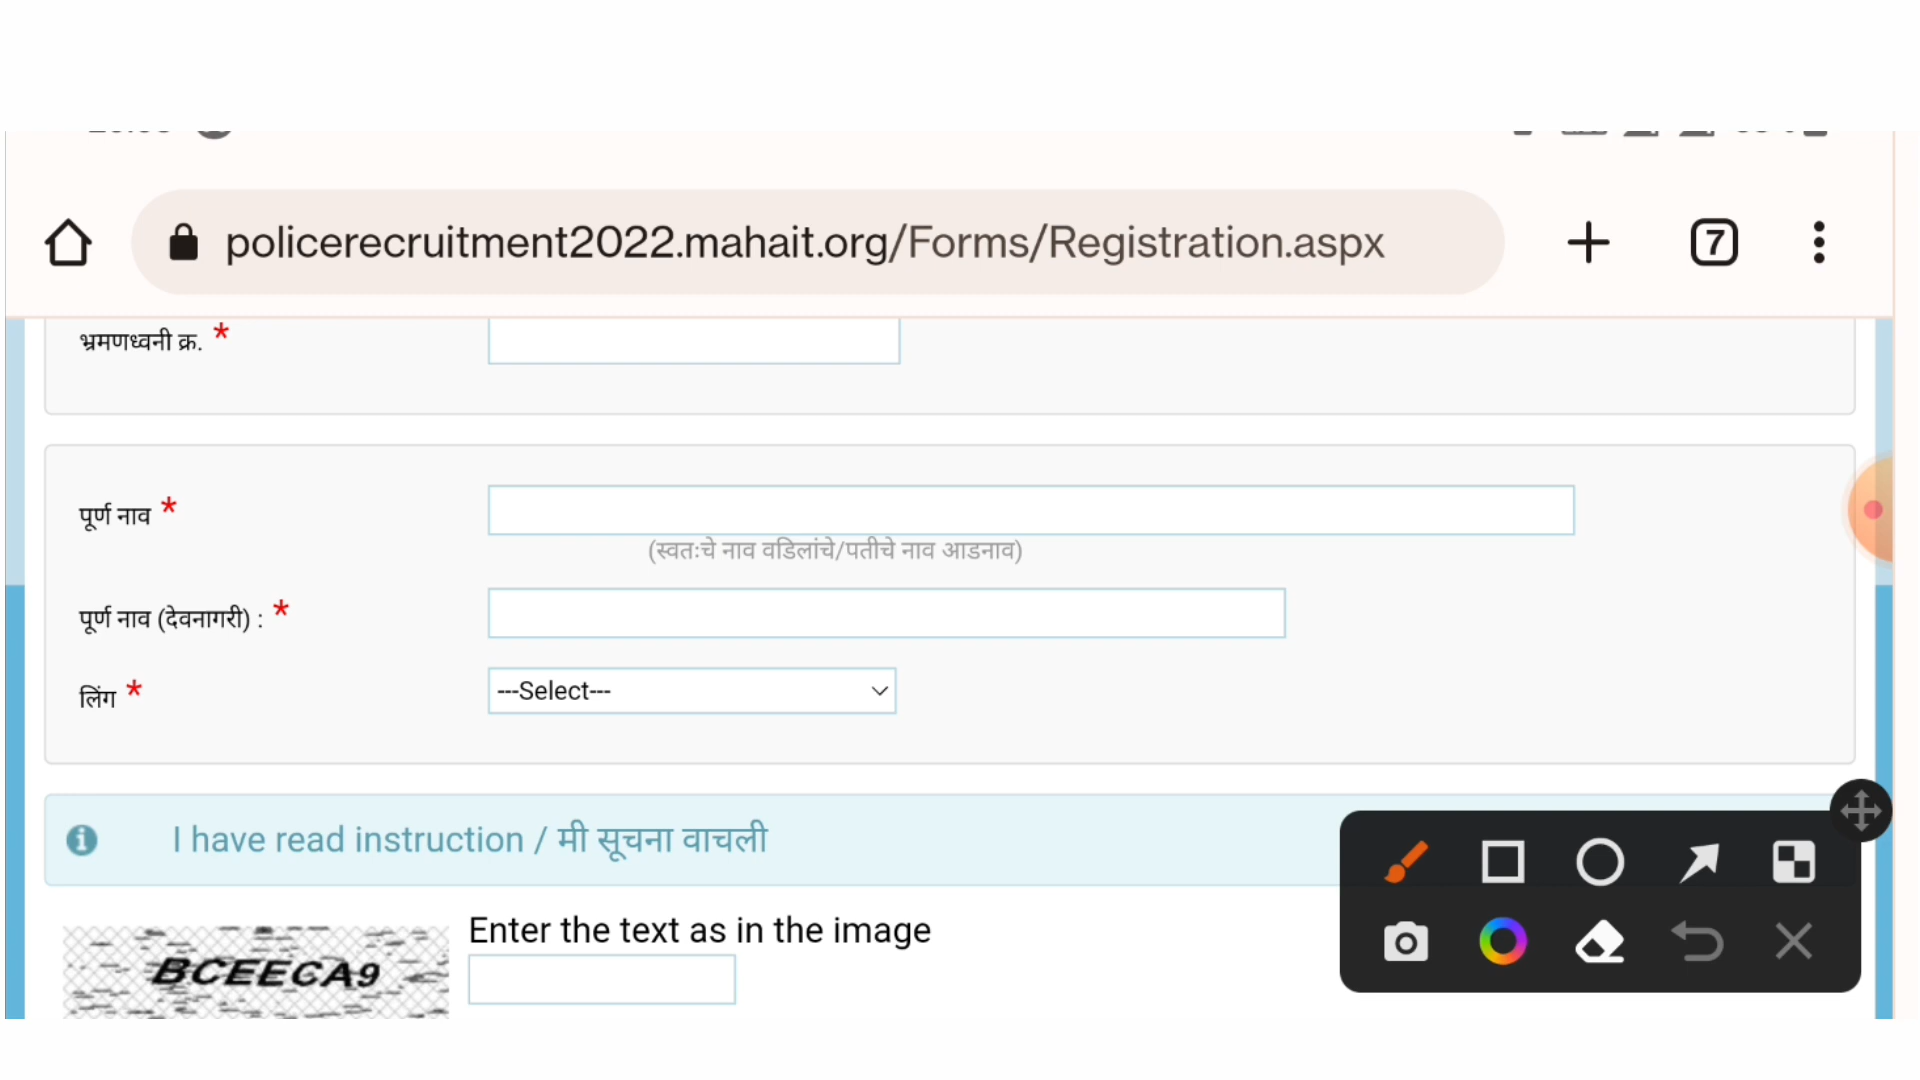 policerecruitment2022.mahait.org/Forms/Registration.aspx
7
भ्रमणध्वनी क्र. *
पूर्ण नाव *
(स्वतःचे नाव वडिलांचे/पतीचे नाव आडनाव)
पूर्ण नाव (देवनागरी) : *
लिंग * ---Select---
I have read instruction / मी सूचना वाचली
Enter the text as in the image
BCEECA9